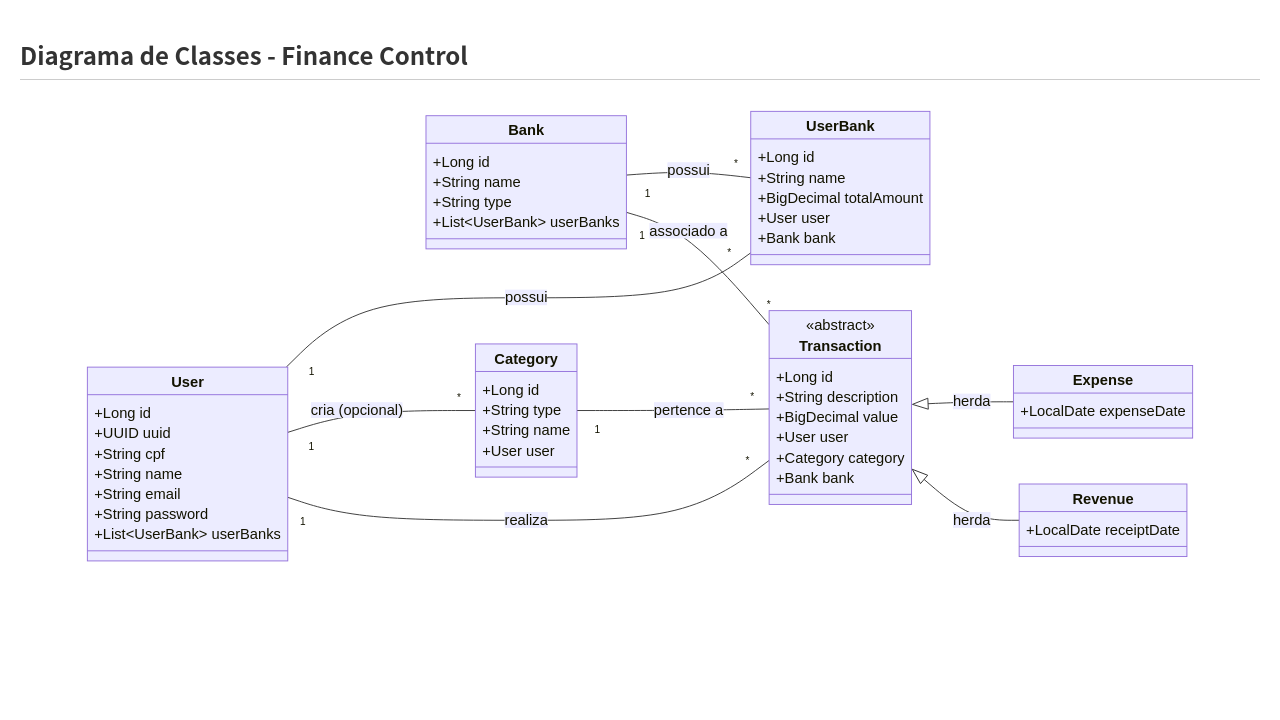 Diagrama de Classes - Finance Control
Bank
+Long id
+String name
+String type
+List<UserBank> userBanks
UserBank
+Long id
+String name
+BigDecimal totalAmount
+User user
+Bank bank
possui
1
*
associado a
1
*
possui
1
*
User
+Long id
+UUID uuid
+String cpf
+String name
+String email
+String password
+List<UserBank> userBanks
cria (opcional)
1
*
Category
+Long id
+String type
+String name
+User user
pertence a
1
*
realiza
1
*
«abstract»
Transaction
+Long id
+String description
+BigDecimal value
+User user
+Category category
+Bank bank
herda
Expense
+LocalDate expenseDate
herda
Revenue
+LocalDate receiptDate